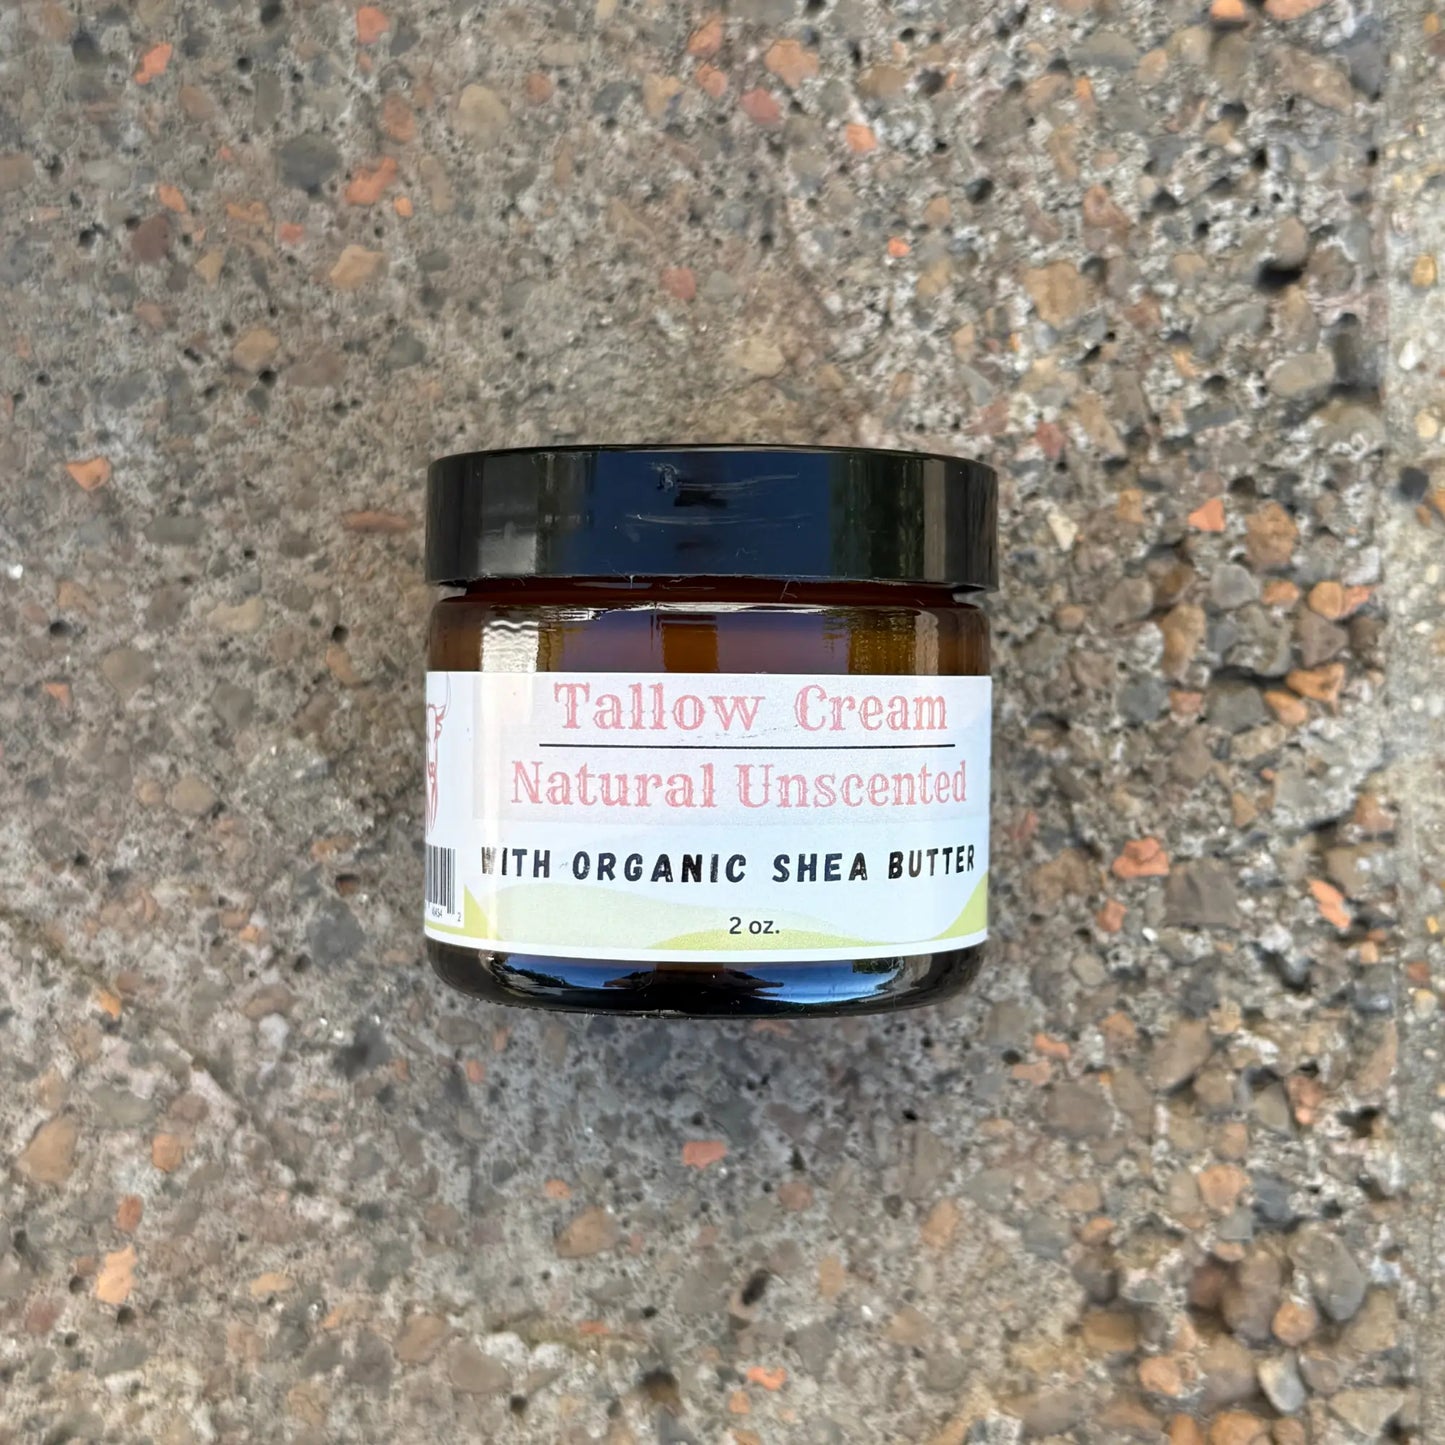 Tallow Cream
Natural Unscented
WITH ORGANIC SHEA BUTTER
2 oz.